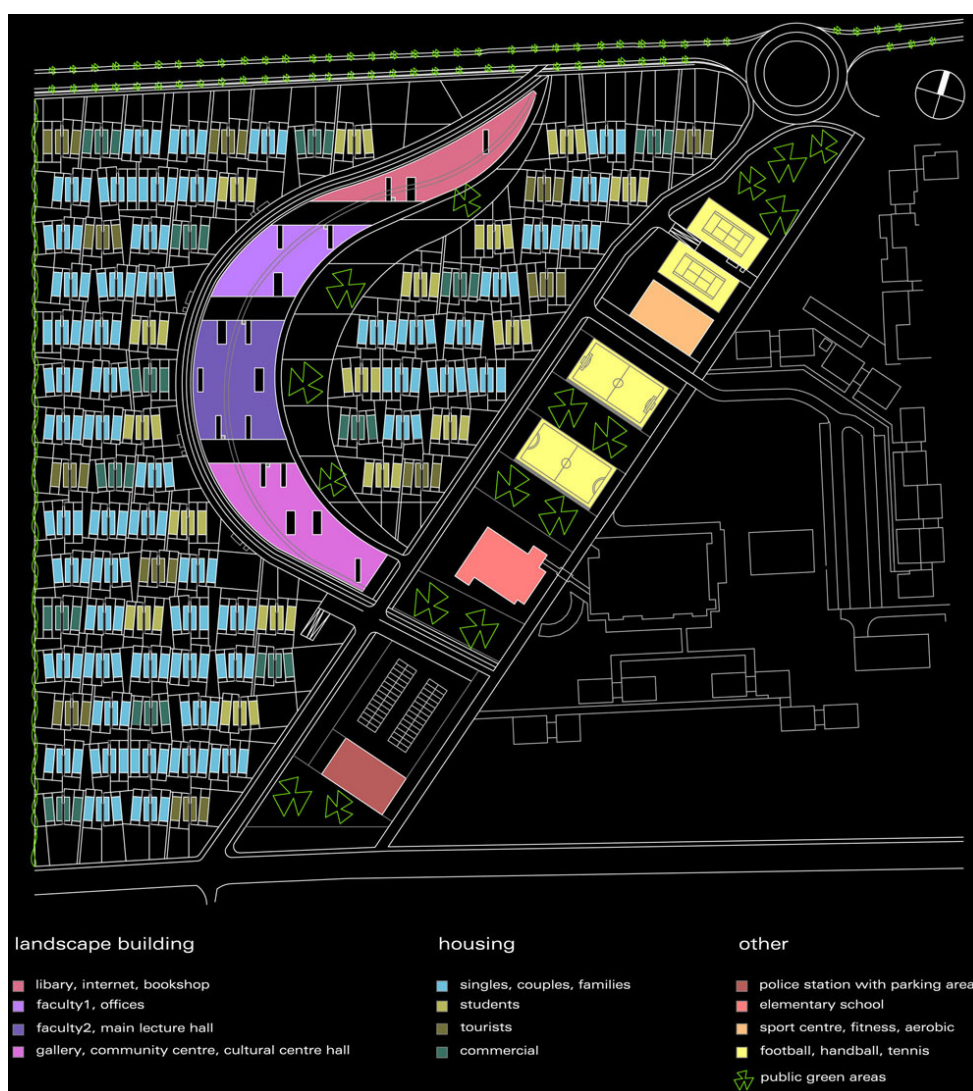 landscape building
libary, internet, bookshop
faculty1, offices
faculty2, main lecture hall
gallery, community centre, cultural centre hall
housing
singles, couples, families
students
tourists
commercial
other
police station with parking area
elementary school
sport centre, fitness, aerobic
football, handball, tennis
public green areas